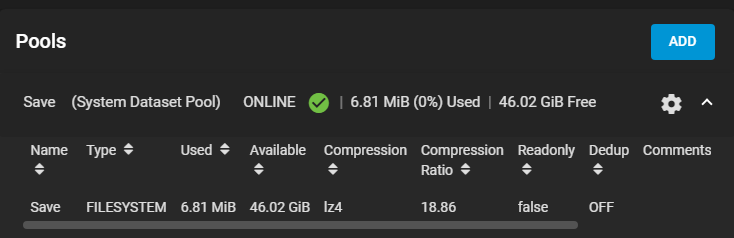 Pools
ADD
Save (System Dataset Pool) ONLINE | 6.81 MiB (0%) Used | 46.02 GiB Free
Name Type Used Available Compression Compression Ratio Readonly Dedup Comments
Save FILESYSTEM 6.81 MiB 46.02 GiB lz4 18.86 false OFF